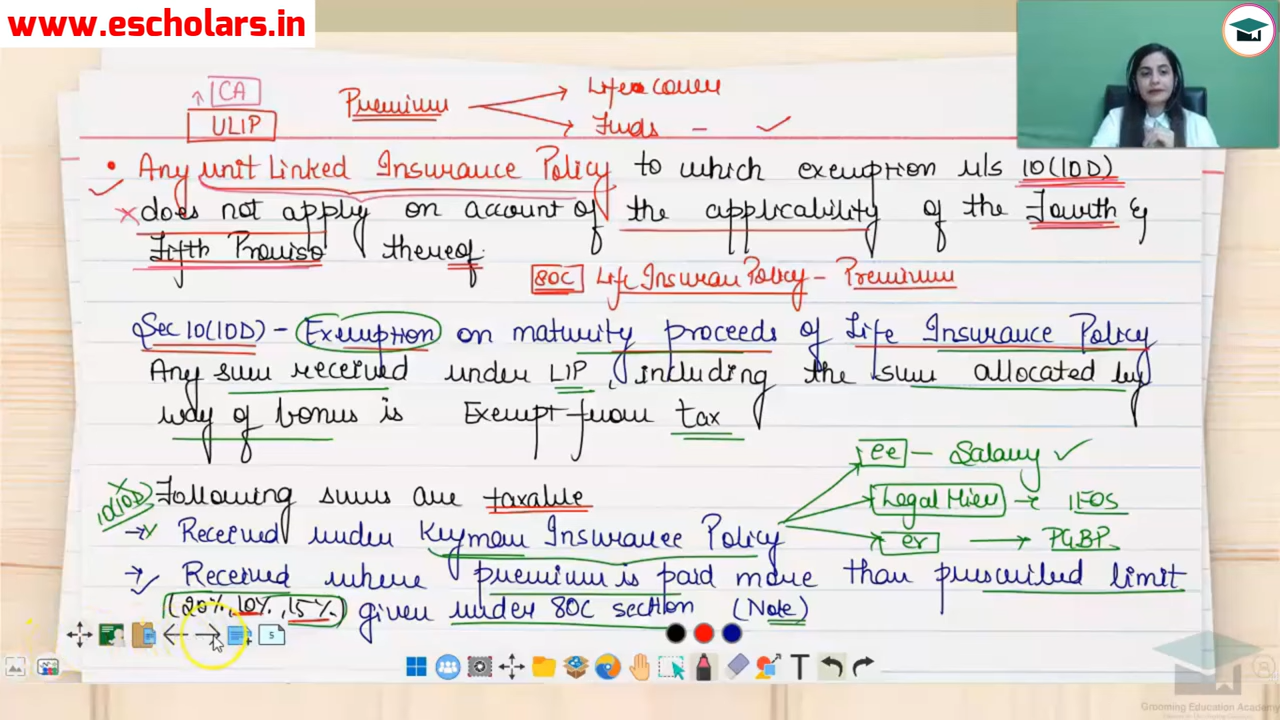 www.escholars.in
CA
ULIP
Premium
Life cover
Funds - ✓
• Any unit Linked Insurance Policy to which exemption u/s 10(10D)
does not apply on account of the applicability of the Fourth &
Fifth Proviso thereof
80C Life Insuran Policy - Premium
Sec 10(10D) - Exemption on maturity proceeds of Life Insurance Policy
Any sum received under LIP, including the sum allocated by
way of bonus is Exempt from tax
ee - Salary ✓
10(10D)
Following sums are taxable
Legal Hier → IFOS
→ Received under Keyman Insurance Policy
er → PGBP
→ Received where premium is paid more than prescribed limit
(20%, 10%, 15%) given under 80C section (Note)
5
T
Grooming Education Academy